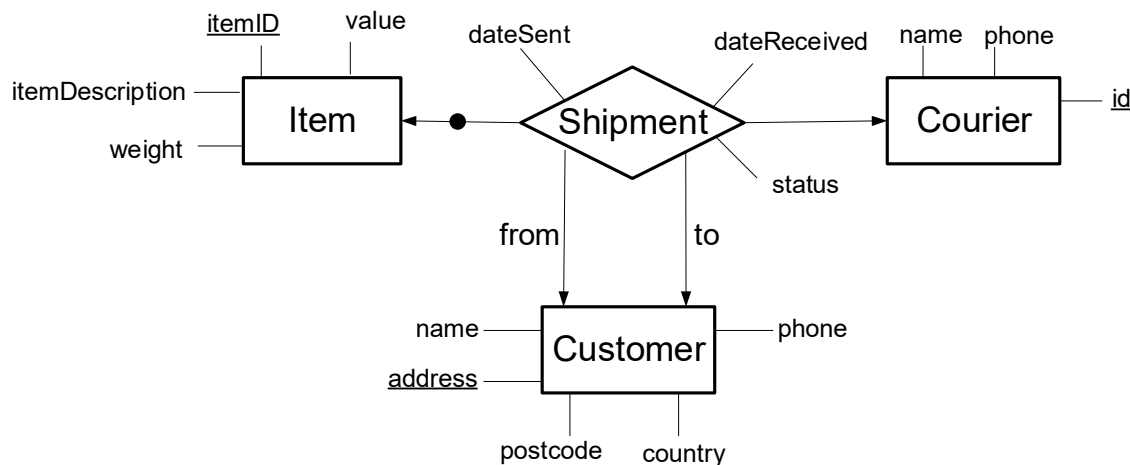 itemID
value
itemDescription
Item
weight
dateSent
dateReceived
Shipment
status
name
phone
id
Courier
from
to
name
phone
Customer
address
postcode
country